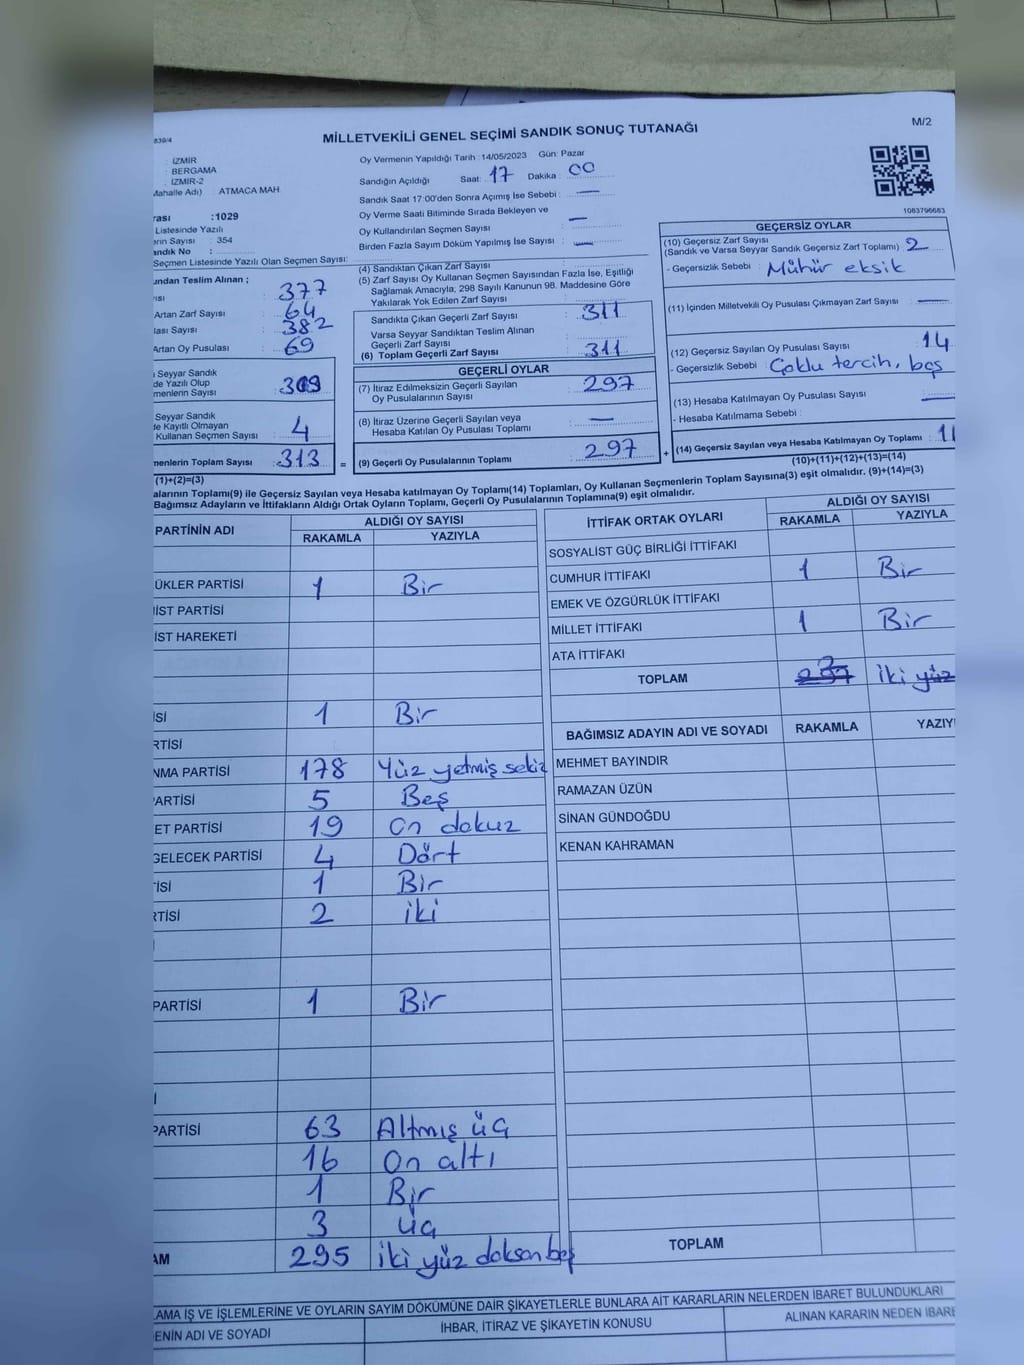 MİLLETVEKİLİ GENEL SEÇİMİ SANDIK SONUÇ TUTANAĞI
M/2
839/4
İZMİR
BERGAMA
İZMİR-2
Mahalle Adı) : ATMACA MAH
Oy Vermenin Yapıldığı Tarih : 14/05/2023 Gün: Pazar
Sandığın Açıldığı Saat: 17 Dakika : 00
Sandık Saat 17:00'den Sonra Açımış İse Sebebi : —
Oy Verme Saati Bitiminde Sırada Bekleyen ve
Oy Kullandırılan Seçmen Sayısı : —
Birden Fazla Sayım Döküm Yapılmış İse Sayısı : —
1083796683
rası :1029
Listesinde Yazılı
erin Sayısı : 354
andık No :
Seçmen Listesinde Yazılı Olan Seçmen Sayısı:
undan Teslim Alınan ;
ısı : 377
Artan Zarf Sayısı : 64
lası Sayısı : 382
Artan Oy Pusulası : 69
Seyyar Sandık
de Yazılı Olup
menlerin Sayısı : 309
Seyyar Sandık
de Kayıtlı Olmayan
Kullanan Seçmen Sayısı : 4
menlerin Toplam Sayısı : 313 =
(1)+(2)=(3)
(4) Sandıktan Çıkan Zarf Sayısı
(5) Zarf Sayısı Oy Kullanan Seçmen Sayısından Fazla İse, Eşitliği
Sağlamak Amacıyla; 298 Sayılı Kanunun 98. Maddesine Göre
Yakılarak Yok Edilen Zarf Sayısı
Sandıkta Çıkan Geçerli Zarf Sayısı : 311
Varsa Seyyar Sandıktan Teslim Alınan
Geçerli Zarf Sayısı
(6) Toplam Geçerli Zarf Sayısı : 311
GEÇERLİ OYLAR
(7) İtiraz Edilmeksizin Geçerli Sayılan
Oy Pusulalarının Sayısı : 297
(8) İtiraz Üzerine Geçerli Sayılan veya
Hesaba Katılan Oy Pusulası Toplamı : —
(9) Geçerli Oy Pusulalarının Toplamı : 297 +
GEÇERSİZ OYLAR
(10) Geçersiz Zarf Sayısı
(Sandık ve Varsa Seyyar Sandık Geçersiz Zarf Toplamı) 2
- Geçersizlik Sebebi : Mühür eksik
(11) İçinden Milletvekili Oy Pusulası Çıkmayan Zarf Sayısı : —
(12) Geçersiz Sayılan Oy Pusulası Sayısı : 14
- Geçersizlik Sebebi : Çoklu tercih, boş
(13) Hesaba Katılmayan Oy Pusulası Sayısı : —
- Hesaba Katılmama Sebebi :
(14) Geçersiz Sayılan veya Hesaba Katılmayan Oy Toplamı : 1
(10)+(11)+(12)+(13)=(14)
alarının Toplamı(9) ile Geçersiz Sayılan veya Hesaba katılmayan Oy Toplamı(14) Toplamları, Oy Kullanan Seçmenlerin Toplam Sayısına(3) eşit olmalıdır. (9)+(14)=(3)
Bağımsız Adayların ve İttifakların Aldığı Ortak Oyların Toplamı, Geçerli Oy Pusulalarının Toplamına(9) eşit olmalıdır.
PARTİNİN ADI
ALDIĞI OY SAYISI
RAKAMLA YAZIYLA
ÜKLER PARTİSİ 1 Bir
İST PARTİSİ
İST HAREKETİ
İSİ 1 Bir
RTİSİ
NMA PARTİSİ 178 Yüz yetmiş sekiz
ARTİSİ 5 Beş
ET PARTİSİ 19 On dokuz
GELECEK PARTİSİ 4 Dört
İSİ 1 Bir
RTİSİ 2 iki
PARTİSİ 1 Bir
PARTİSİ 63 Altmış üç
16 On altı
1 Bir
3 üç
AM 295 iki yüz doksan beş
İTTİFAK ORTAK OYLARI
ALDIĞI OY SAYISI
RAKAMLA YAZIYLA
SOSYALİST GÜÇ BİRLİĞİ İTTİFAKI
CUMHUR İTTİFAKI 1 Bir
EMEK VE ÖZGÜRLÜK İTTİFAKI
MİLLET İTTİFAKI 1 Bir
ATA İTTİFAKI
TOPLAM 2 iki yüz
BAĞIMSIZ ADAYIN ADI VE SOYADI RAKAMLA YAZIY
MEHMET BAYINDIR
RAMAZAN ÜZÜN
SİNAN GÜNDOĞDU
KENAN KAHRAMAN
TOPLAM
LAMA İŞ VE İŞLEMLERİNE VE OYLARIN SAYIM DÖKÜMÜNE DAİR ŞİKAYETLERLE BUNLARA AİT KARARLARIN NELERDEN İBARET BULUNDUKLARI
ENİN ADI VE SOYADI
İHBAR, İTİRAZ VE ŞİKAYETİN KONUSU
ALINAN KARARIN NEDEN İBARE